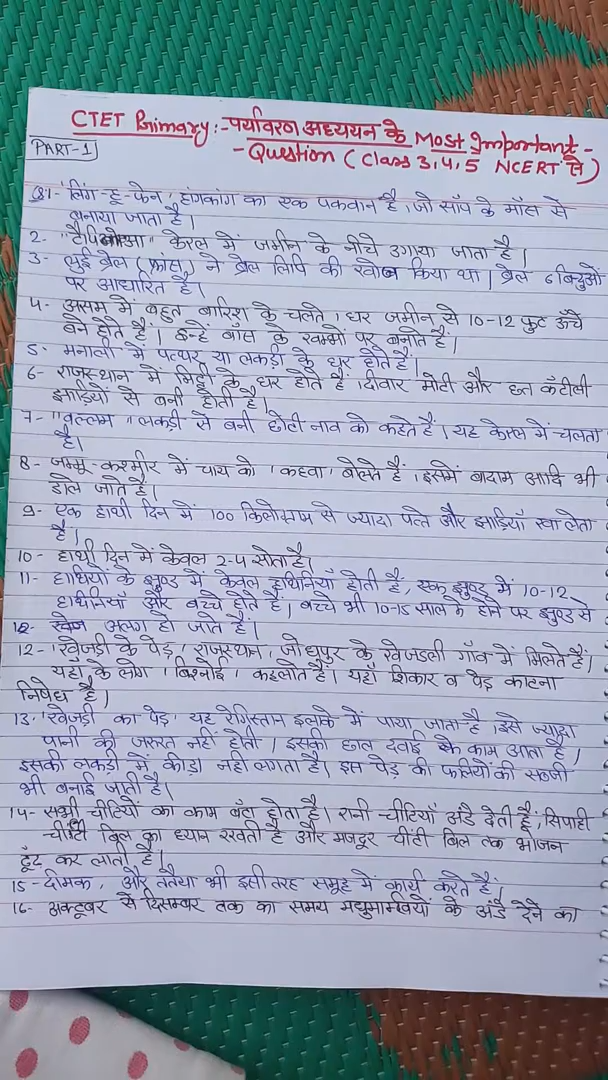 CTET Primary:- पर्यावरण अध्ययन के Most Important-
PART-1
- Question (Class 3,4,5 NCERT से)
Q1- 'लिंग-हू-फेन', हांगकांग का एक पकवान है, जो साँप के माँस से
बनाया जाता है।
2- "टैपिओका" केरल में जमीन के नीचे उगाया जाता है।
3- लुई ब्रेल (फ्रांस) ने ब्रेल लिपि की खोज किया था। ब्रेल 6 बिन्दुओं
पर आधारित है।
4- असम में बहुत बारिश के चलते, घर जमीन से 10-12 फुट ऊँचे
बने होते हैं। इन्हें बाँस के खम्भों पर बनाते है।
5- मनाली में पत्थर या लकड़ी के घर होते हैं।
6- राजस्थान में मिट्टी के घर होते हैं। दीवार मोटी और छत कँटीली
झाड़ियों से बनी होती है।
7- "वल्लम" लकड़ी से बनी छोटी नाव को कहते हैं। यह केरल में चलता
है।
8- जम्मू-कश्मीर में चाय को 'कहवा' बोलते हैं, इसमें बादाम आदि भी
डाले जाते है।
9- एक हाथी दिन में 100 किलोग्राम से ज्यादा पत्ते और झाड़ियाँ खा लेता
है।
10- हाथी दिन में केवल 2-4 सोता है।
11- हाथियों के झुण्ड में केवल हथिनियाँ होती हैं, एक झुण्ड में 10-12
हाथिनियाँ और बच्चे होते हैं। बच्चे भी 10-15 साल के होने पर झुण्ड से
12- अलग हो जाते है।
12- 'खेजड़ी के पेड़', राजस्थान, जोधपुर के खेजडली गाँव में मिलते हैं।
यहाँ के लोग 'बिश्नोई' कहलाते है। यहाँ शिकार व पेड़ काटना
निषेध है।
13- 'खेजड़ी का पेड़' यह रेगिस्तान इलाके में पाया जाता है। इसे ज्यादा
पानी की जरूरत नहीं होती। इसकी छाल दवाई के काम आता है,
इसकी लकड़ी में कीड़ा नहीं लगता है। इस पेड़ की फलियों की सब्जी
भी बनाई जाती है।
14- सभी चीटियों का काम बँटा होता है। रानी चीटियाँ अंडे देती हैं, सिपाही
चींटी बिल का ध्यान रखती है और मजदूर चींटी बिल तक भोजन
ढूँढ कर लाती है।
15- दीमक, और ततैया भी इसी तरह समूह में कार्य करते है।
16- अक्टूबर से दिसम्बर तक का समय मधुमक्खियों के अंडे देने का